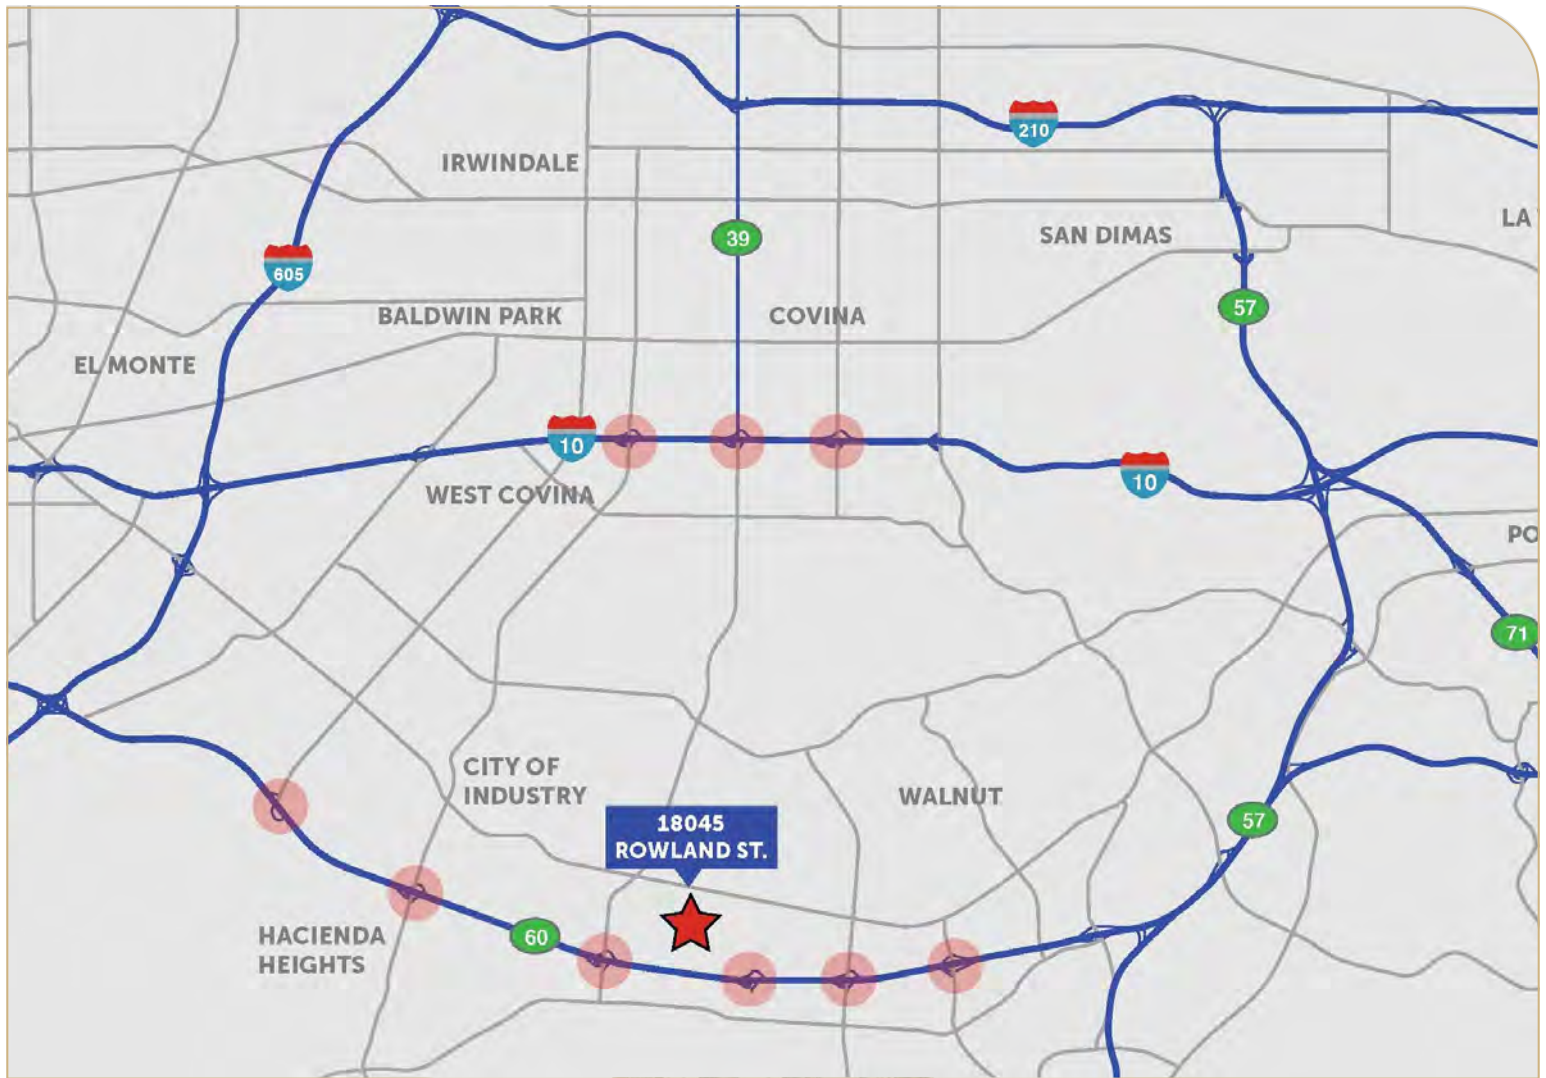 210
IRWINDALE
LA
39
SAN DIMAS
605
57
BALDWIN PARK
COVINA
EL MONTE
10
10
WEST COVINA
PO
71
CITY OF
INDUSTRY
WALNUT
18045
ROWLAND ST.
57
HACIENDA
HEIGHTS
60